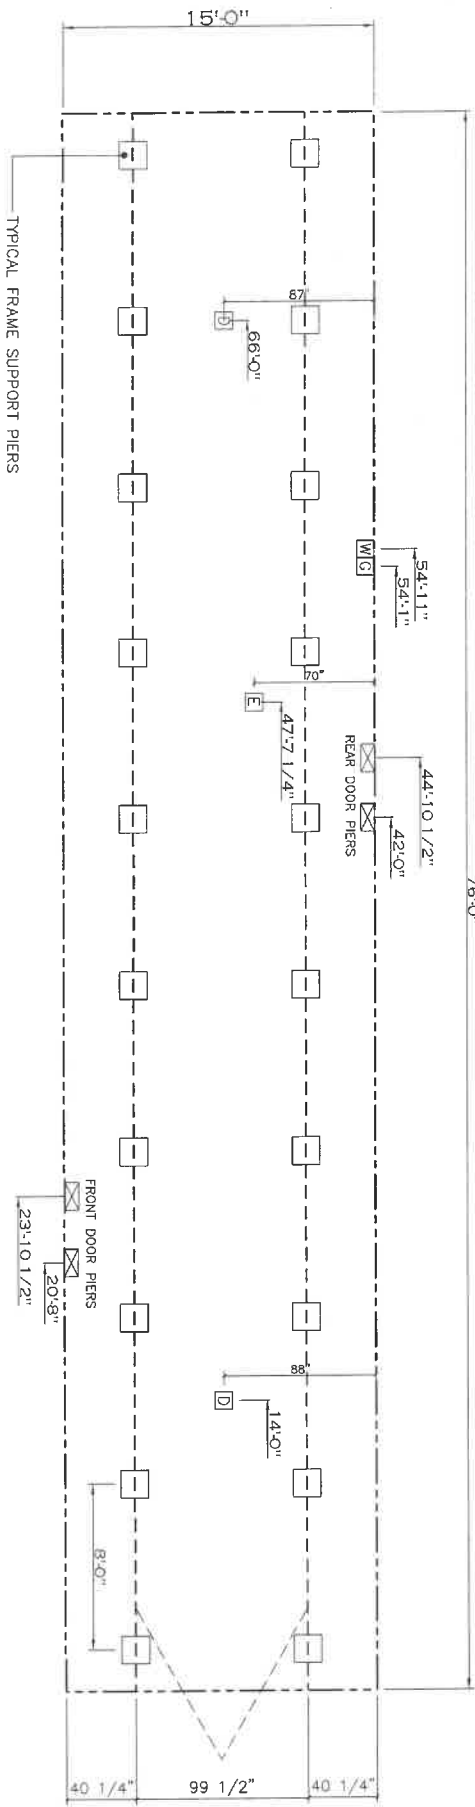 15'-0"
TYPICAL FRAME SUPPORT PIERS
87"
D
66'-0"
W G
54'-11"
54'-1"
70"
E
47'-7 1/4"
REAR DOOR PIERS
44'-10 1/2"
42'-0"
76'-0"
FRONT DOOR PIERS
23'-10 1/2"
20'-8"
88"
D
14'-0"
8'-0"
40 1/4"
99 1/2"
40 1/4"